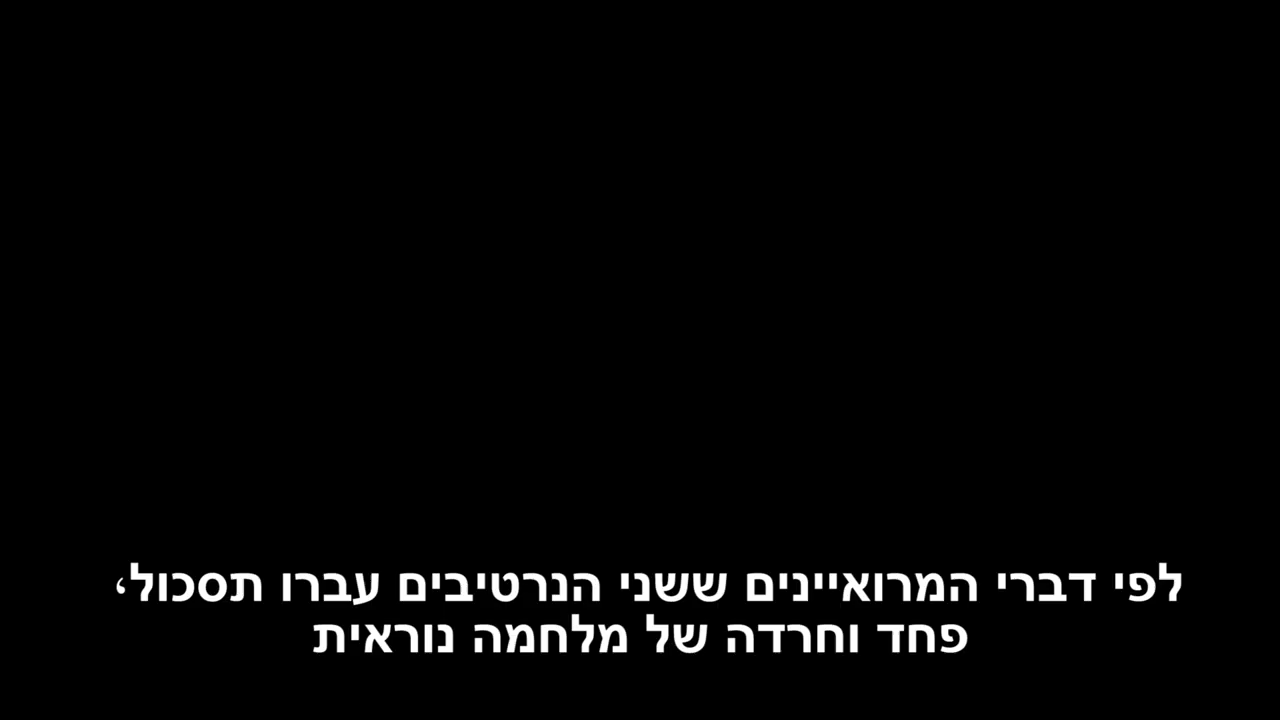 לפי דברי המרואיינים ששני הנרטיבים עברו תסכול،
פחד וחרדה של מלחמה נוראית